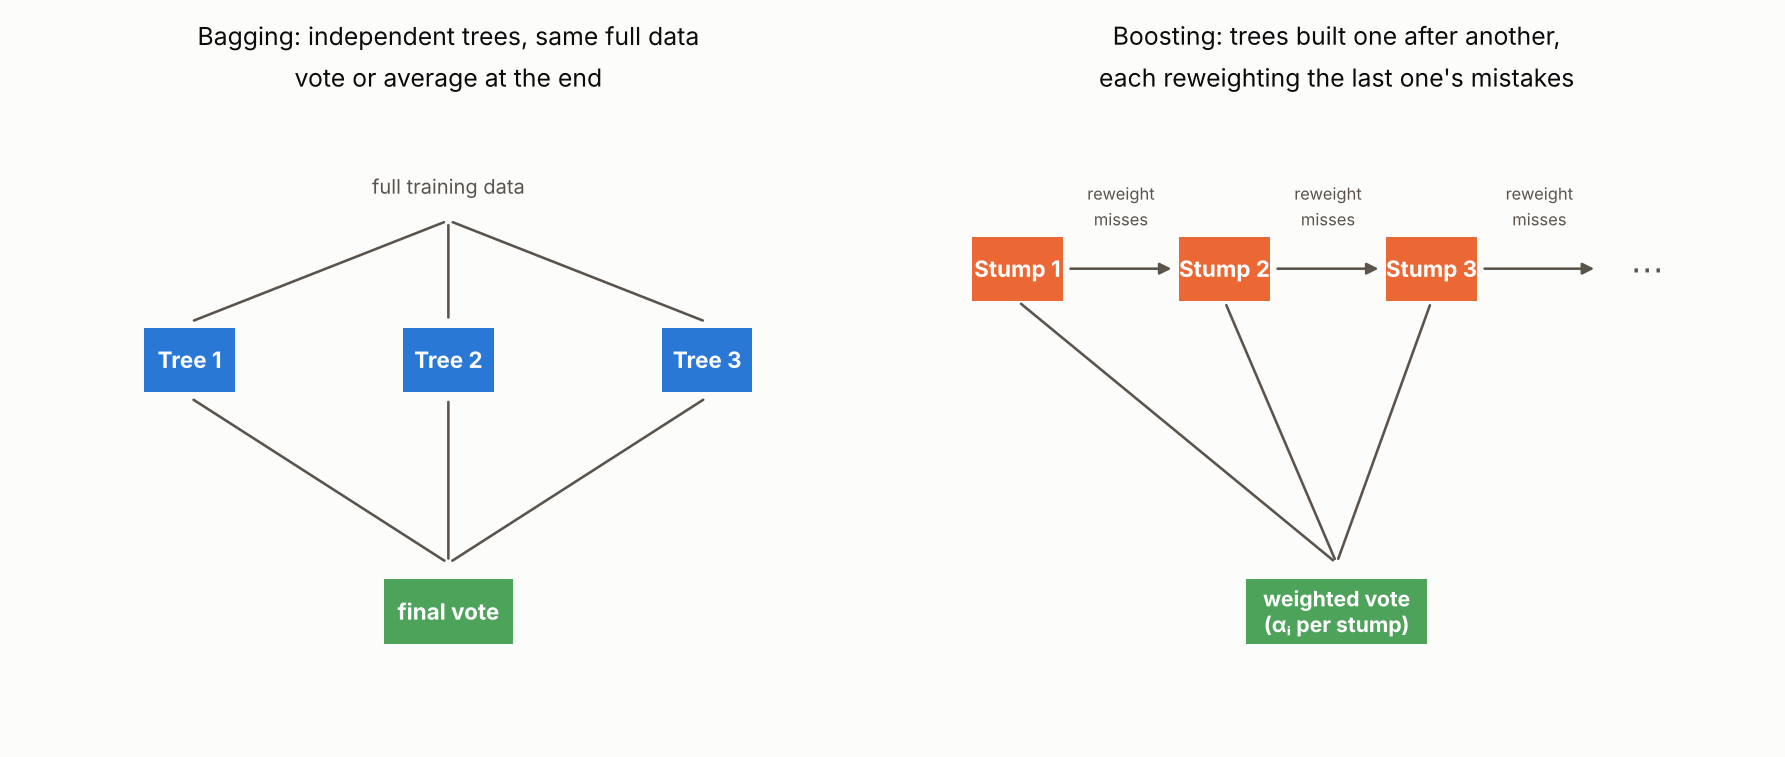 Bagging: independent trees, same full data
vote or average at the end
full training data
Tree 1
Tree 2
Tree 3
final vote
Boosting: trees built one after another,
each reweighting the last one's mistakes
reweight
misses
reweight
misses
reweight
misses
Stump 1
Stump 2
Stump 3
...
weighted vote
(αᵢ per stump)